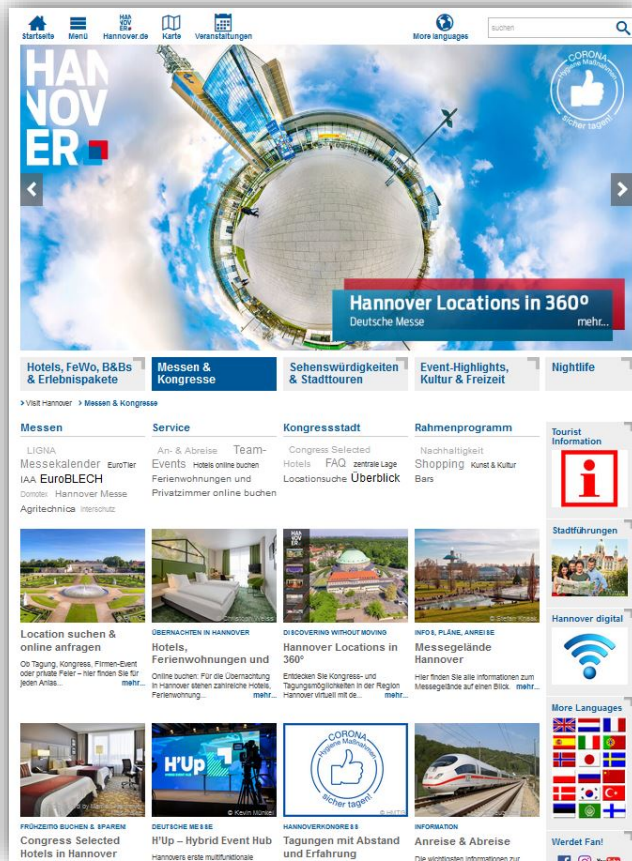 Startseite Menü Hannover.de Karte Veranstaltungen More languages suchen
HAN
NOV
ER
CORONA
Hygiene Maßnahmen
sicher tagen!
Hannover Locations in 360º
Deutsche Messe mehr...
Hotels, FeWo, B&Bs
& Erlebnispakete
Messen &
Kongresse
Sehenswürdigkeiten
& Stadttouren
Event-Highlights,
Kultur & Freizeit
Nightlife
Visit Hannover Messen & Kongresse
Messen
LIGNA
Messekalender EuroTier
IAA EuroBLECH
Domotex Hannover Messe
Agritechnica Interschutz
Service
An- & Abreise Team-
Events Hotels online buchen
Ferienwohnungen und
Privatzimmer online buchen
Kongressstadt
Congress Selected
Hotels FAQ zentrale Lage
Locationsuche Überblick
Rahmenprogramm
Nachhaltigkeit
Shopping Kunst & Kultur
Bars
Tourist
Information
Stadtführungen
Hannover digital
More Languages
Werdet Fan!
Location suchen &
online anfragen
Ob Tagung, Kongress, Firmen-Event
oder private Feier – hier finden Sie für
jeden Anlas... mehr...
© Christian Weiss
ÜBERNACHTEN IN HANNOVER
Hotels,
Ferienwohnungen und
Online buchen: Für die Übernachtung
in Hannover stehen zahlreiche Hotels,
Ferienwohnung... mehr...
DISCOVERING WITHOUT MOVING
Hannover Locations in
360°
Entdecken Sie Kongress- und
Tagungsmöglichkeiten in der Region
Hannover virtuell mit de... mehr...
INFOS, PLÄNE, ANREISE
Messegelände
Hannover
Hier finden Sie alle Informationen zum
Messegelände auf einen Blick. mehr...
FRÜHZEITIG BUCHEN & SPAREN!
Congress Selected
Hotels in Hannover
H'Up
© Kevin Münkel
DEUTSCHE MESSE
H'Up – Hybrid Event Hub
Hannovers erste multifunktionale
CORONA
Hygiene Maßnahmen
sicher tagen!
© HMTG
HANNOVERKONGRESS
Tagungen mit Abstand
und Erfahrung
INFORMATION
Anreise & Abreise
Die wichtigsten Informationen zur